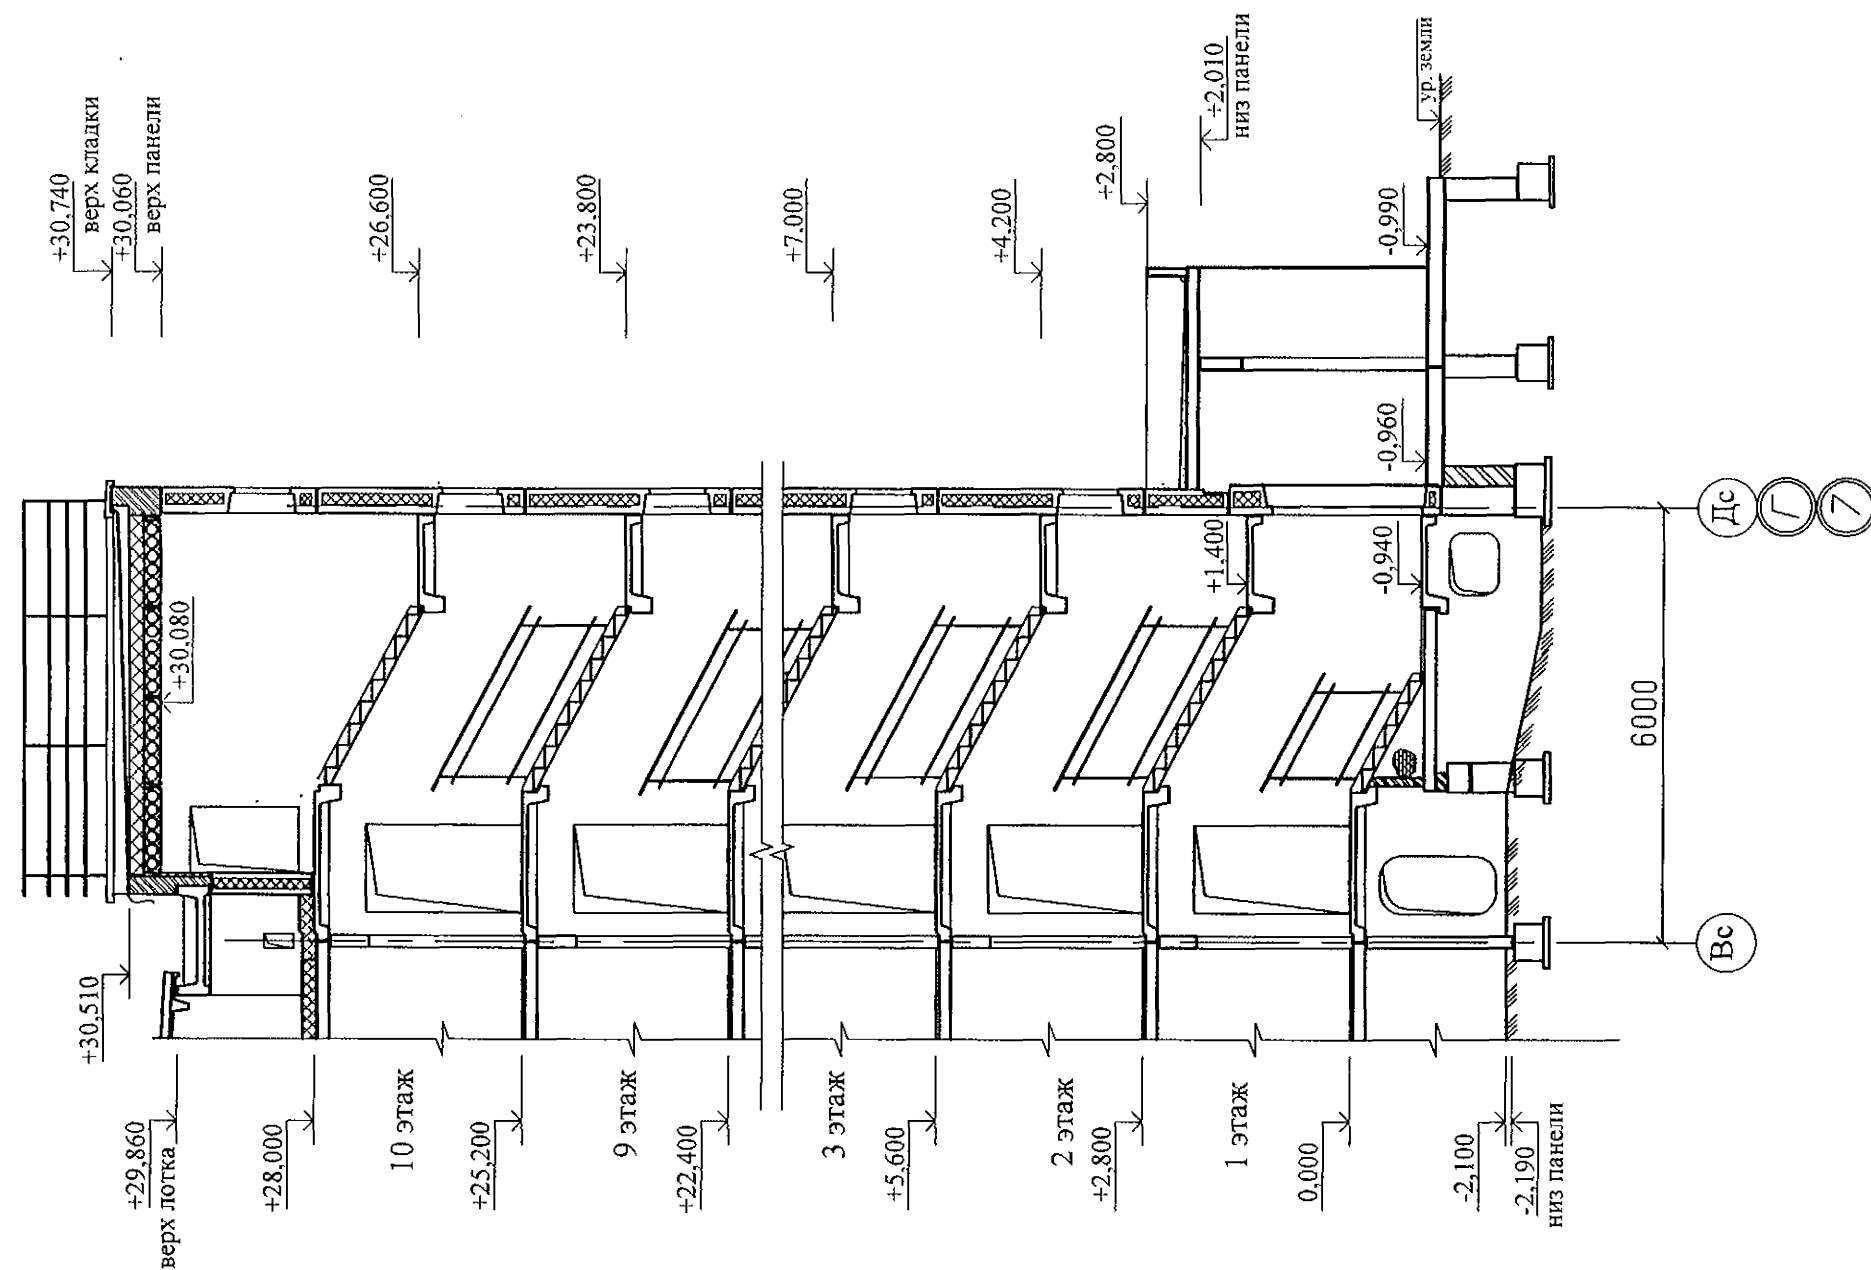 +30,740
верх кладки
+30,060
верх панели
+26,600
+23,800
+7,000
+4,200
+2,800
+2,010
низ панели
ур. земли
-0,990
-0,960
+1,400
-0,940
+30,080
+30,510
+29,860
верх лотка
+28,000
10 этаж
+25,200
9 этаж
+22,400
3 этаж
+5,600
2 этаж
+2,800
1 этаж
0,000
-2,100
-2,190
низ панели
6000
Дс
Г
7
Вс